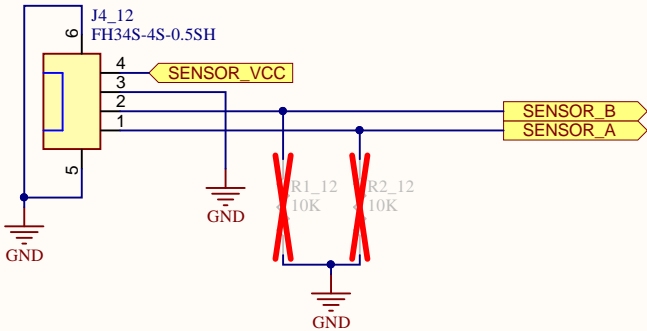 J4_12
FH34S-4S-0.5SH
6
4
SENSOR_VCC
3
2
SENSOR_B
1
SENSOR_A
5
R1_12
R2_12
10K
10K
GND
GND
GND